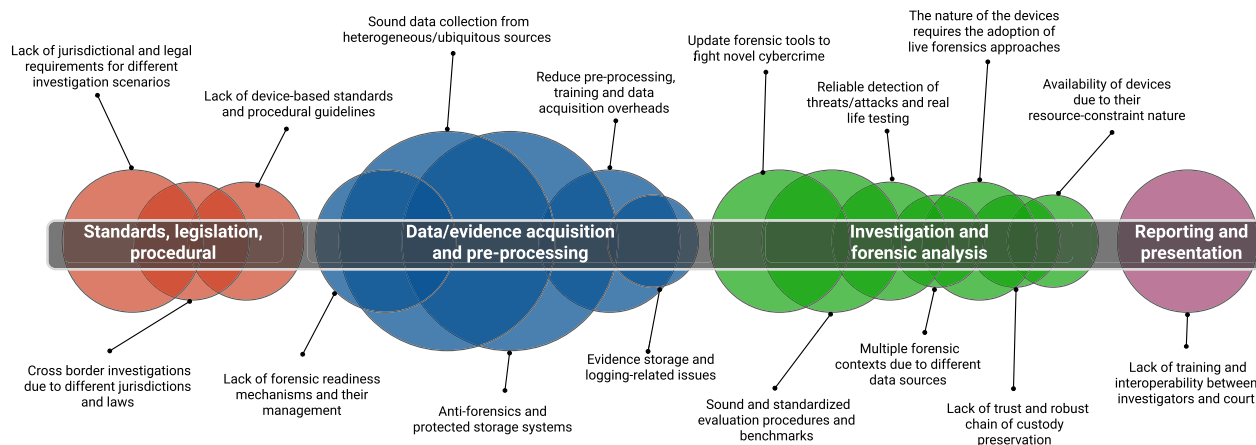 Lack of jurisdictional and legal
requirements for different
investigation scenarios
Lack of device-based standards
and procedural guidelines
Sound data collection from
heterogeneous/ubiquitous sources
Reduce pre-processing,
training and data
acquisition overheads
Update forensic tools to
fight novel cybercrime
Reliable detection of
threats/attacks and real
life testing
The nature of the devices
requires the adoption of
live forensics approaches
Availability of devices
due to their
resource-constraint nature
Standards, legislation,
procedural
Data/evidence acquisition
and pre-processing
Investigation and
forensic analysis
Reporting and
presentation
Cross border investigations
due to different jurisdictions
and laws
Lack of forensic readiness
mechanisms and their
management
Anti-forensics and
protected storage systems
Evidence storage and
logging-related issues
Sound and standardized
evaluation procedures and
benchmarks
Multiple forensic
contexts due to different
data sources
Lack of trust and robust
chain of custody
preservation
Lack of training and
interoperability between
investigators and court